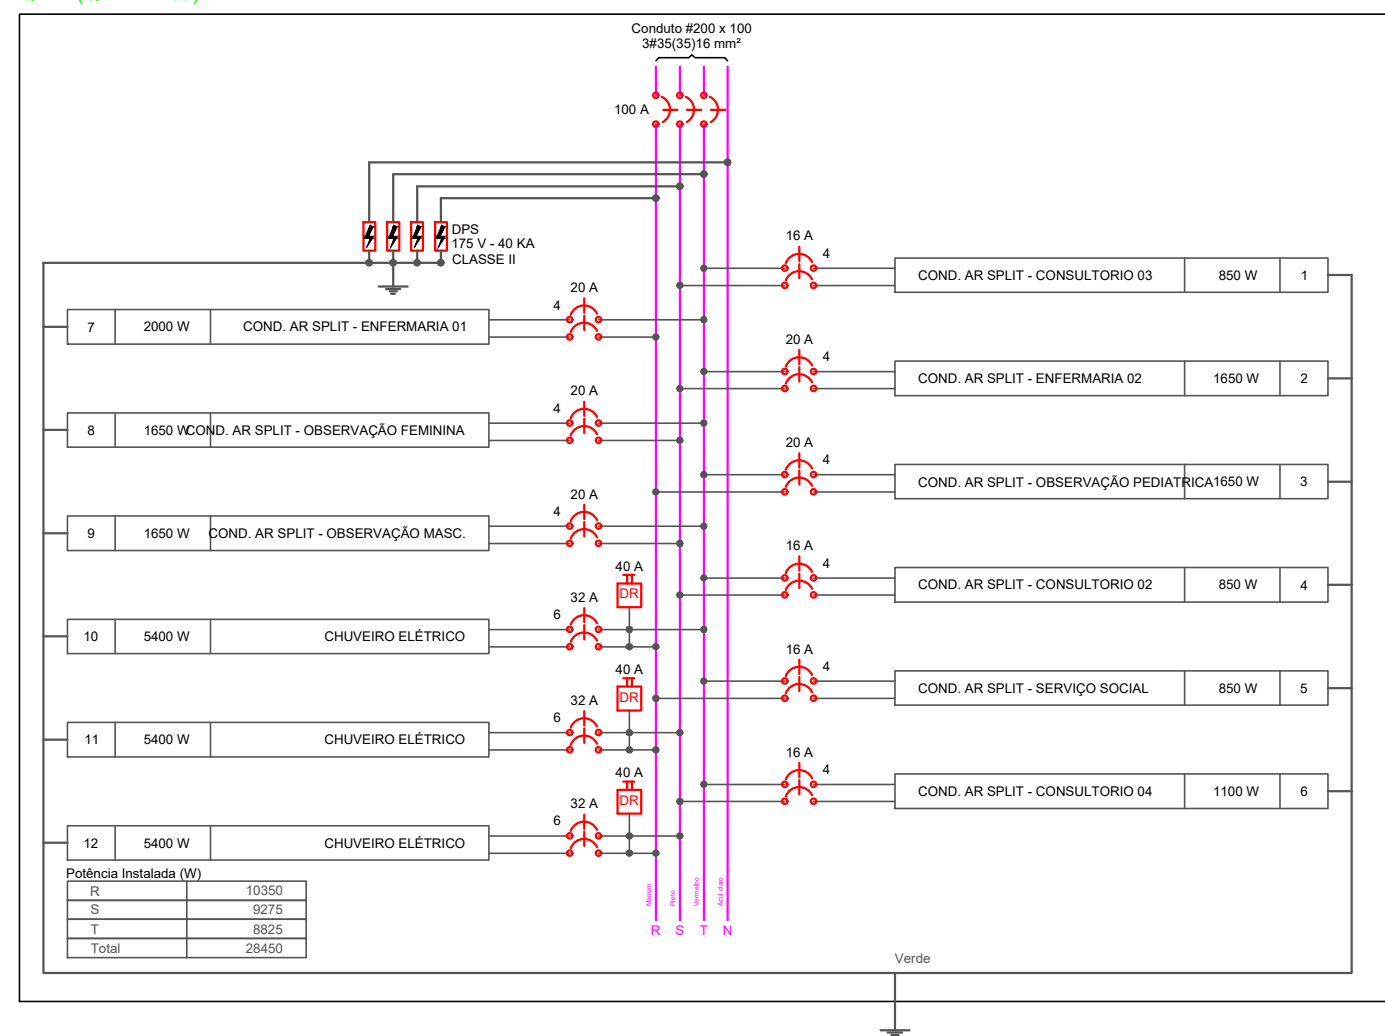 Conduto #200 x 100
3#35(35)16 mm²
100 A
DPS
175 V - 40 KA
CLASSE II
16 A
4
COND. AR SPLIT - CONSULTORIO 03 850 W 1
20 A
4
7 2000 W COND. AR SPLIT - ENFERMARIA 01
20 A
4
COND. AR SPLIT - ENFERMARIA 02 1650 W 2
20 A
4
8 1650 W COND. AR SPLIT - OBSERVAÇÃO FEMININA
20 A
4
COND. AR SPLIT - OBSERVAÇÃO PEDIATRICA 1650 W 3
20 A
4
9 1650 W COND. AR SPLIT - OBSERVAÇÃO MASC.
16 A
4
COND. AR SPLIT - CONSULTORIO 02 850 W 4
40 A
DR
32 A
6
10 5400 W CHUVEIRO ELÉTRICO
16 A
4
COND. AR SPLIT - SERVIÇO SOCIAL 850 W 5
40 A
DR
32 A
6
11 5400 W CHUVEIRO ELÉTRICO
16 A
4
COND. AR SPLIT - CONSULTORIO 04 1100 W 6
40 A
DR
32 A
6
12 5400 W CHUVEIRO ELÉTRICO
Potência Instalada (W)
R 10350
S 9275
T 8825
Total 28450
Marrom
Preto
Vermelho
Azul claro
R S T N
Verde